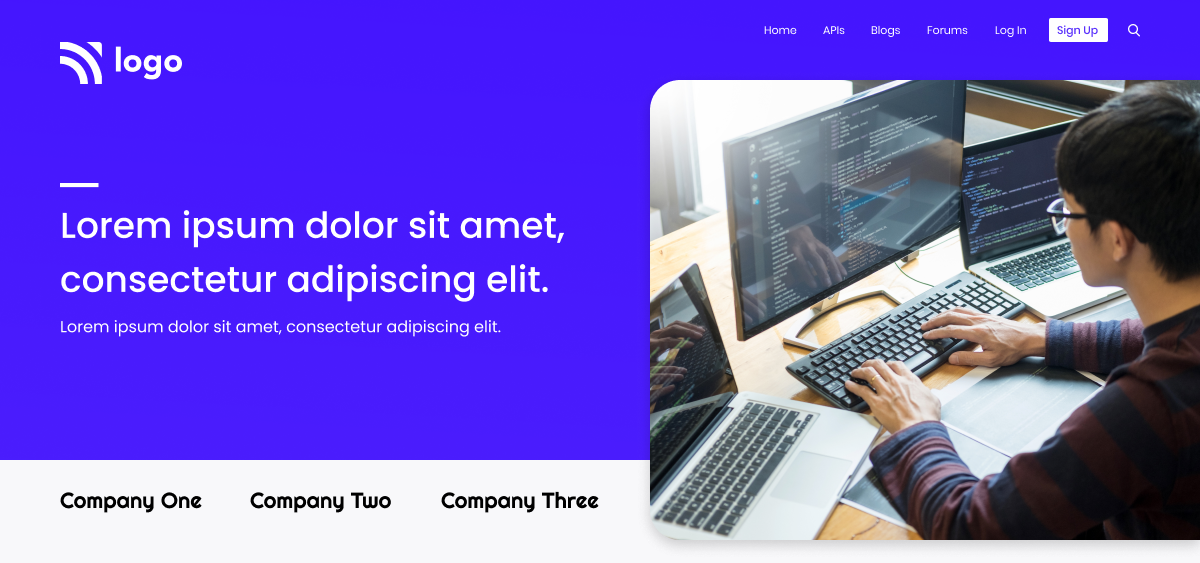 Home APIs Blogs Forums Log In Sign Up
logo
Lorem ipsum dolor sit amet,
consectetur adipiscing elit.
Lorem ipsum dolor sit amet, consectetur adipiscing elit.
Company One Company Two Company Three